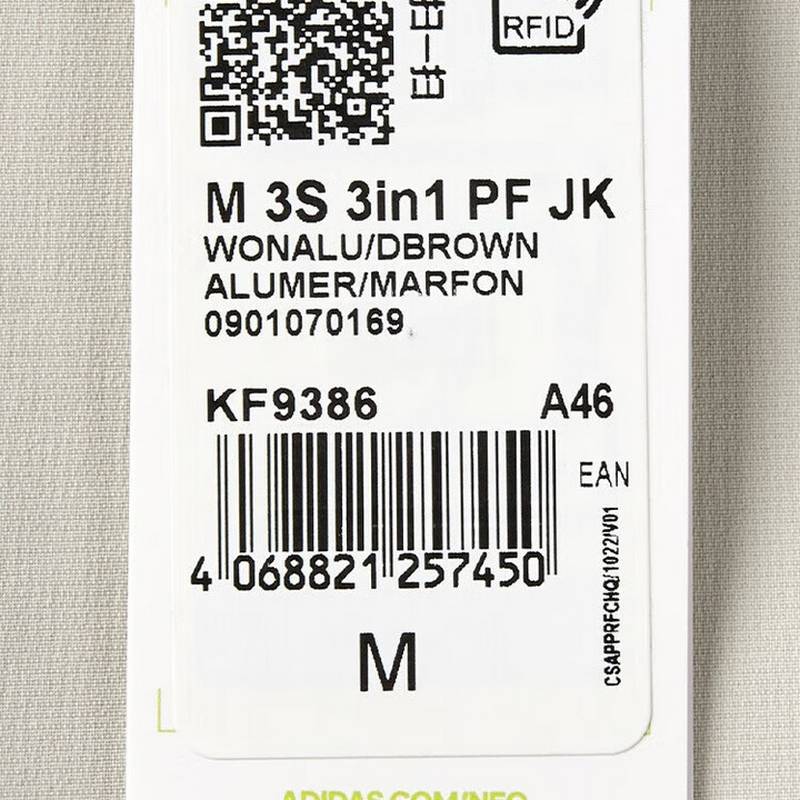 RFID
M 3S 3in1 PF JK
WONALU/DBROWN
ALUMER/MARFON
0901070169
KF9386 A46
EAN
CSAPPRFCHQ/1022/V01
4 068821 257450
M
ADIDAS.COM/INFO